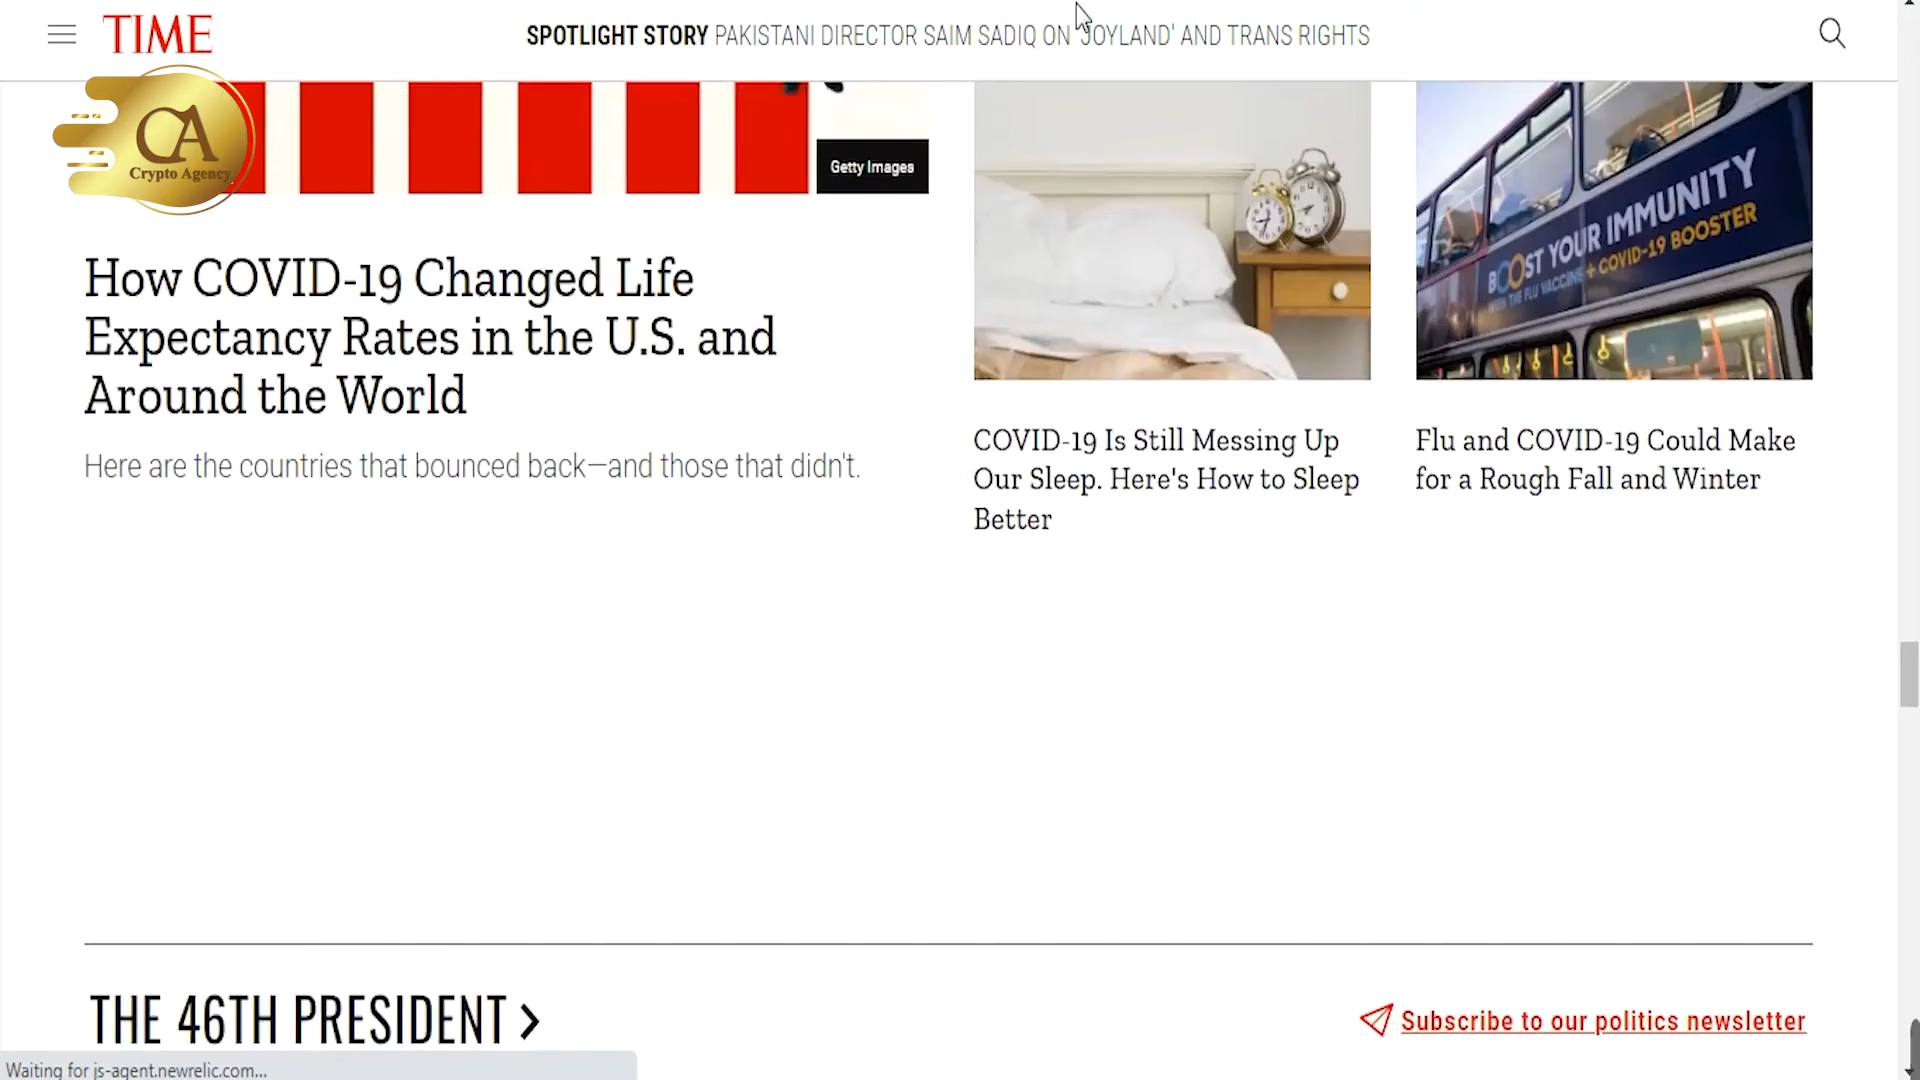 TIME
SPOTLIGHT STORY PAKISTANI DIRECTOR SAIM SADIQ ON 'JOYLAND' AND TRANS RIGHTS
CA
Crypto Agency
Getty Images
BOOST YOUR IMMUNITY
WITH THE FLU VACCINE + COVID-19 BOOSTER
How COVID-19 Changed Life
Expectancy Rates in the U.S. and
Around the World
Here are the countries that bounced back—and those that didn't.
COVID-19 Is Still Messing Up
Our Sleep. Here's How to Sleep
Better
Flu and COVID-19 Could Make
for a Rough Fall and Winter
THE 46TH PRESIDENT
Subscribe to our politics newsletter
Waiting for js-agent.newrelic.com...